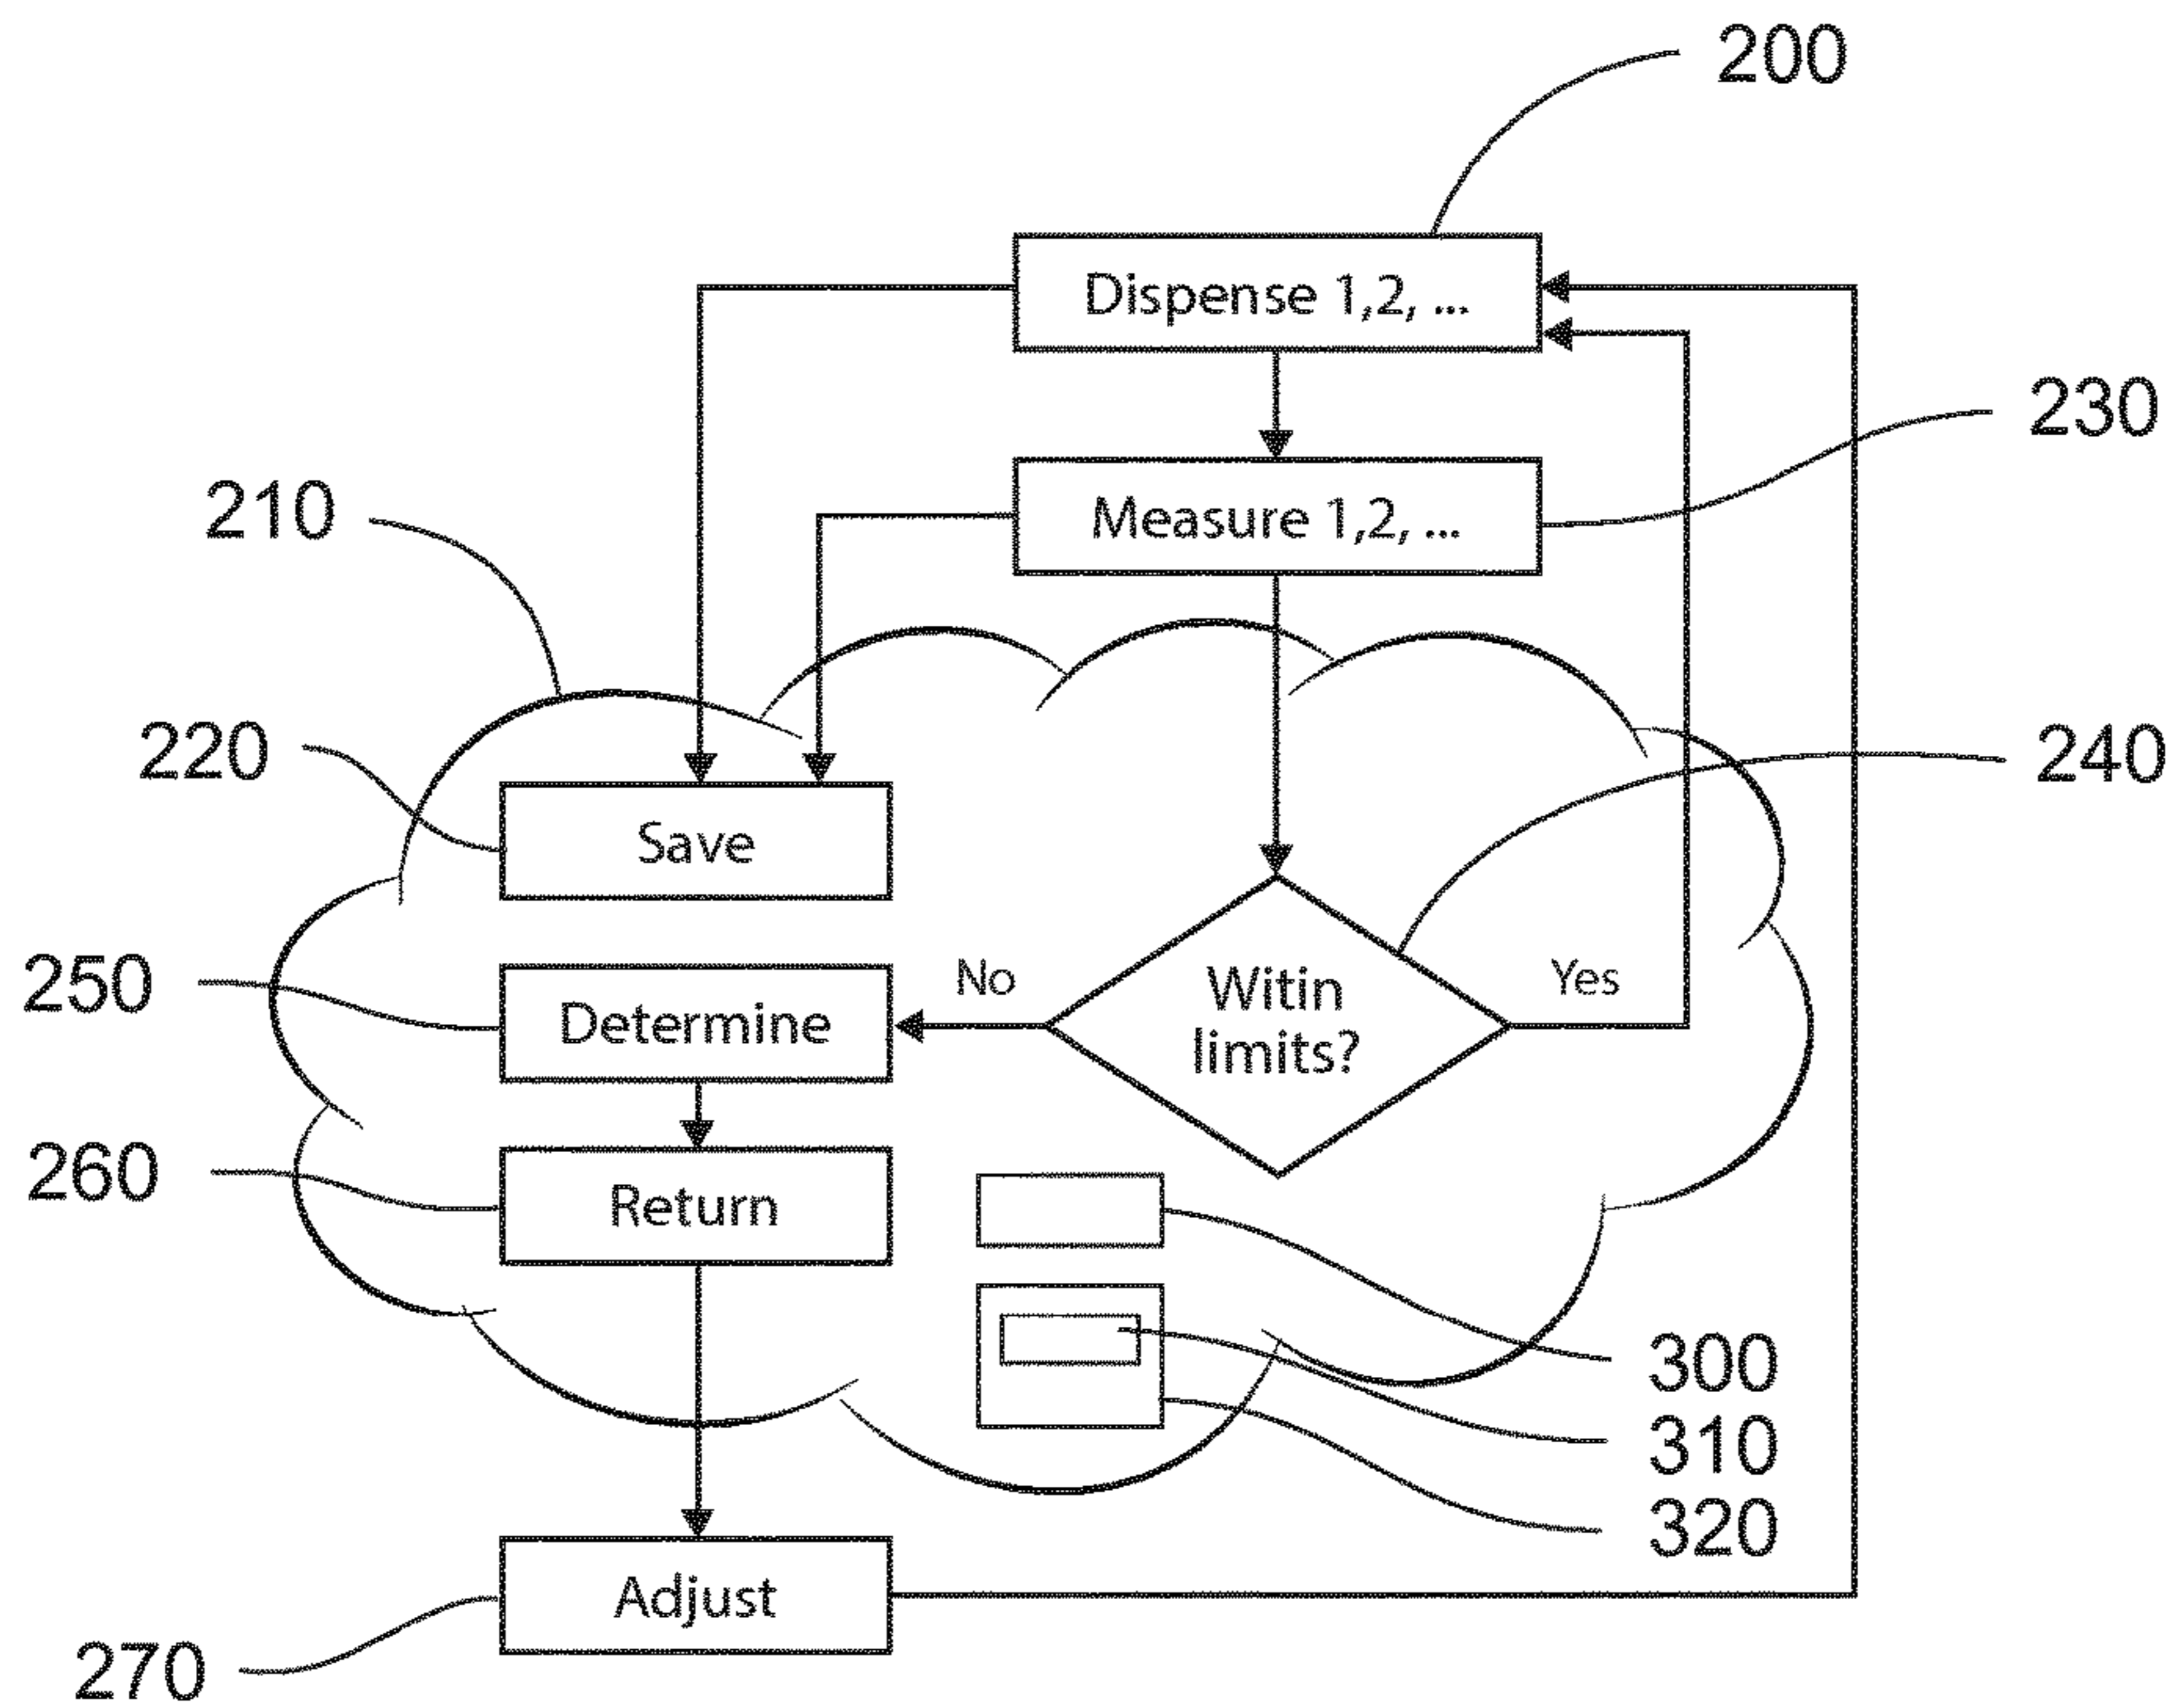 200
Dispense 1,2, ...
230
Measure 1,2, ...
210
220
240
Save
250
No
Witin
limits?
Yes
Determine
260
Return
300
310
320
Adjust
270